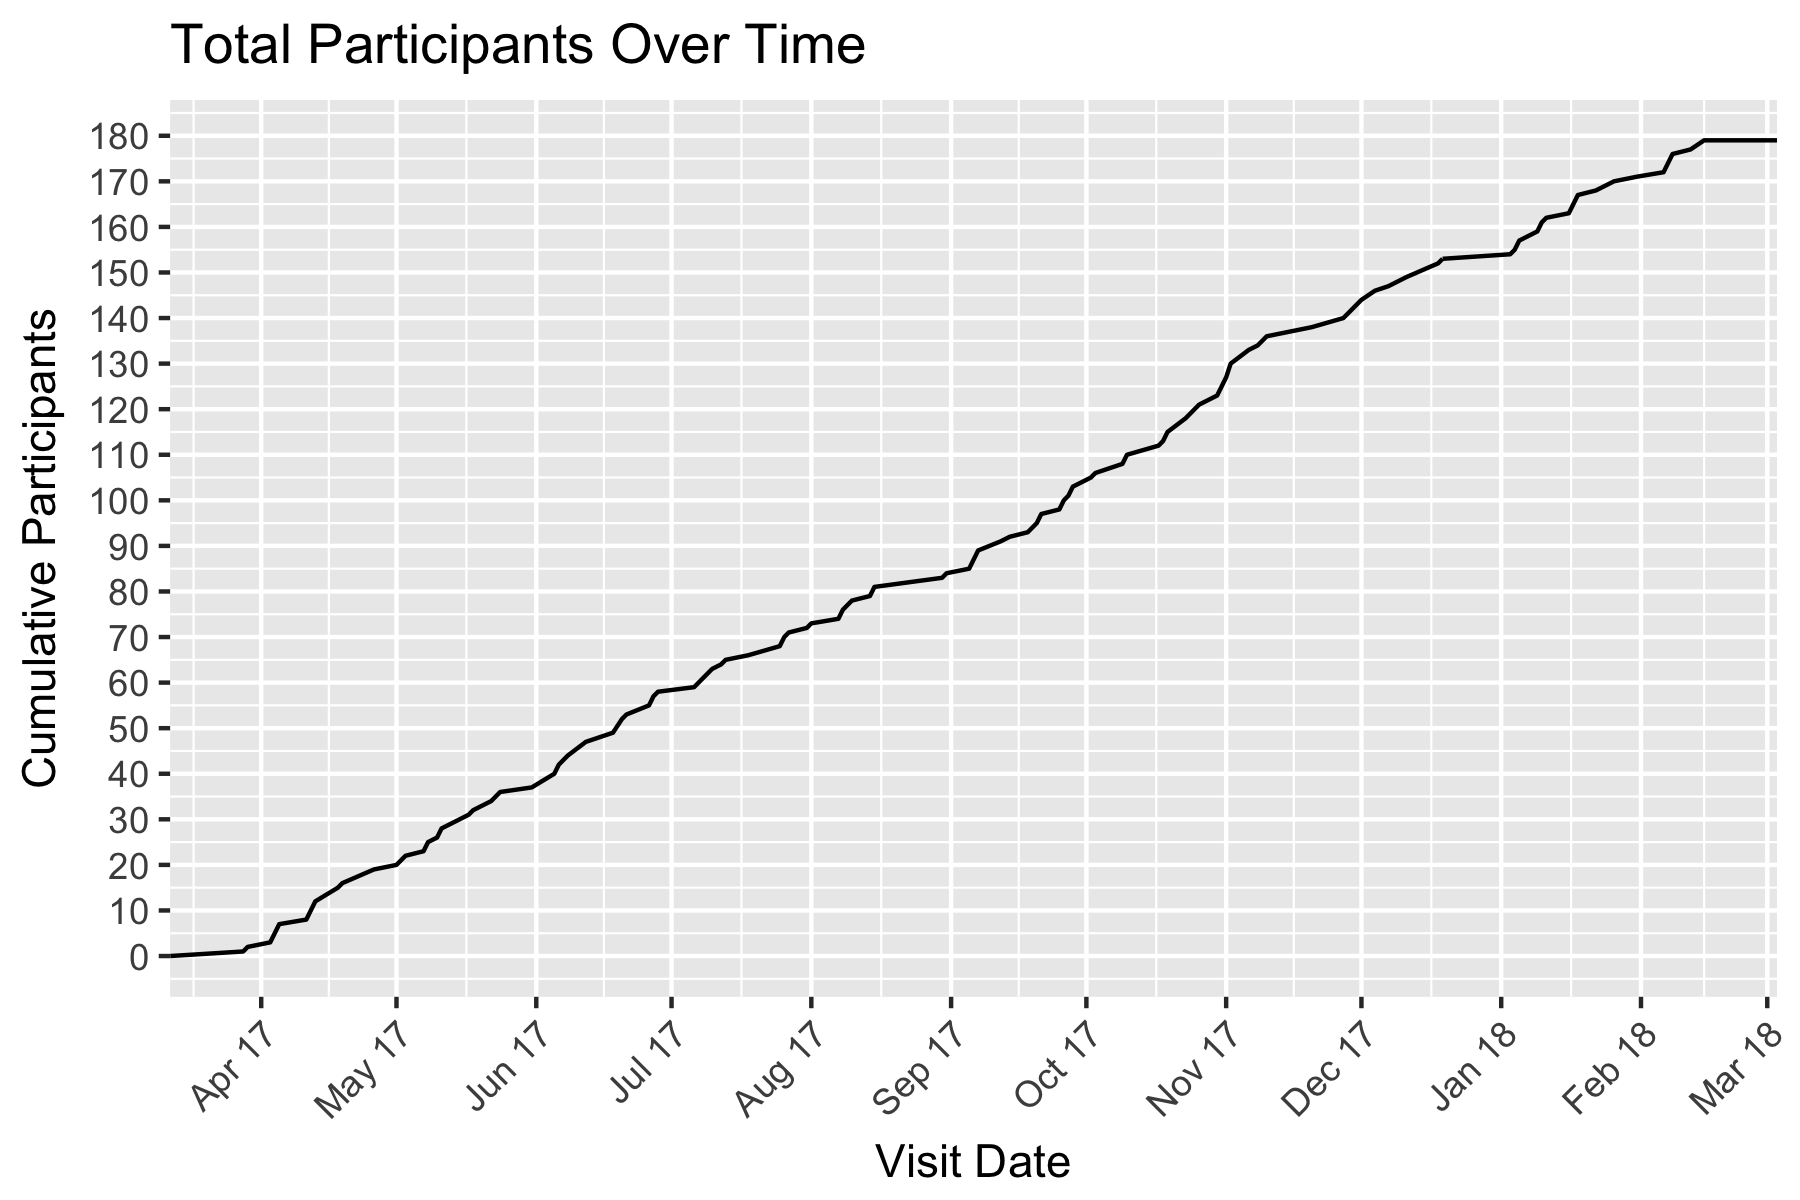 Total Participants Over Time
Cumulative Participants
180
170
160
150
140
130
120
110
100
90
80
70
60
50
40
30
20
10
0
Apr 17
May 17
Jun 17
Jul 17
Aug 17
Sep 17
Oct 17
Nov 17
Dec 17
Jan 18
Feb 18
Mar 18
Visit Date